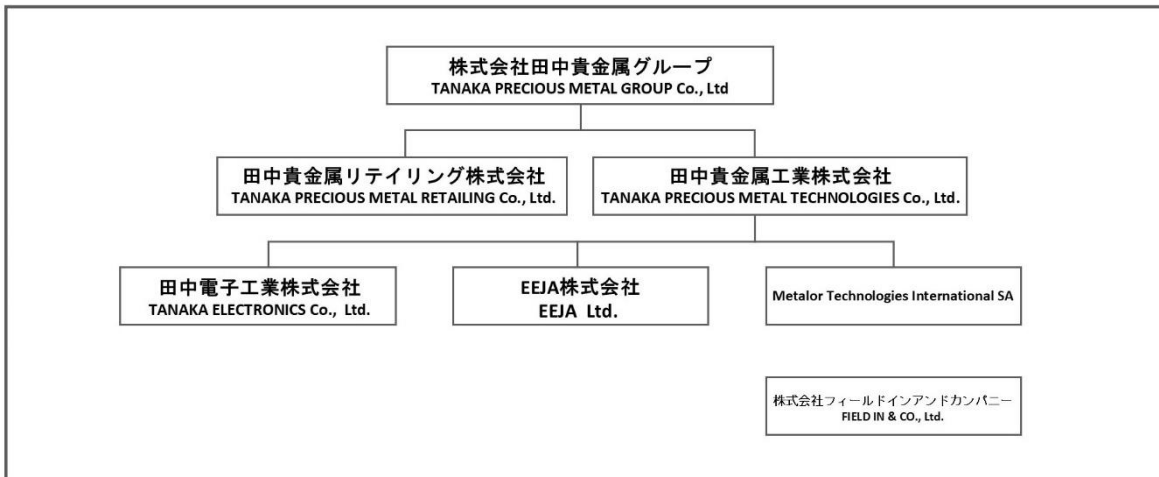 株式会社田中貴金属グループ
TANAKA PRECIOUS METAL GROUP Co., Ltd
田中貴金属リテイリング株式会社
TANAKA PRECIOUS METAL RETAILING Co., Ltd.
田中貴金属工業株式会社
TANAKA PRECIOUS METAL TECHNOLOGIES Co., Ltd.
田中電子工業株式会社
TANAKA ELECTRONICS Co., Ltd.
EEJA株式会社
EEJA Ltd.
Metalor Technologies International SA
株式会社フィールドインアンドカンパニー
FIELD IN & CO., Ltd.